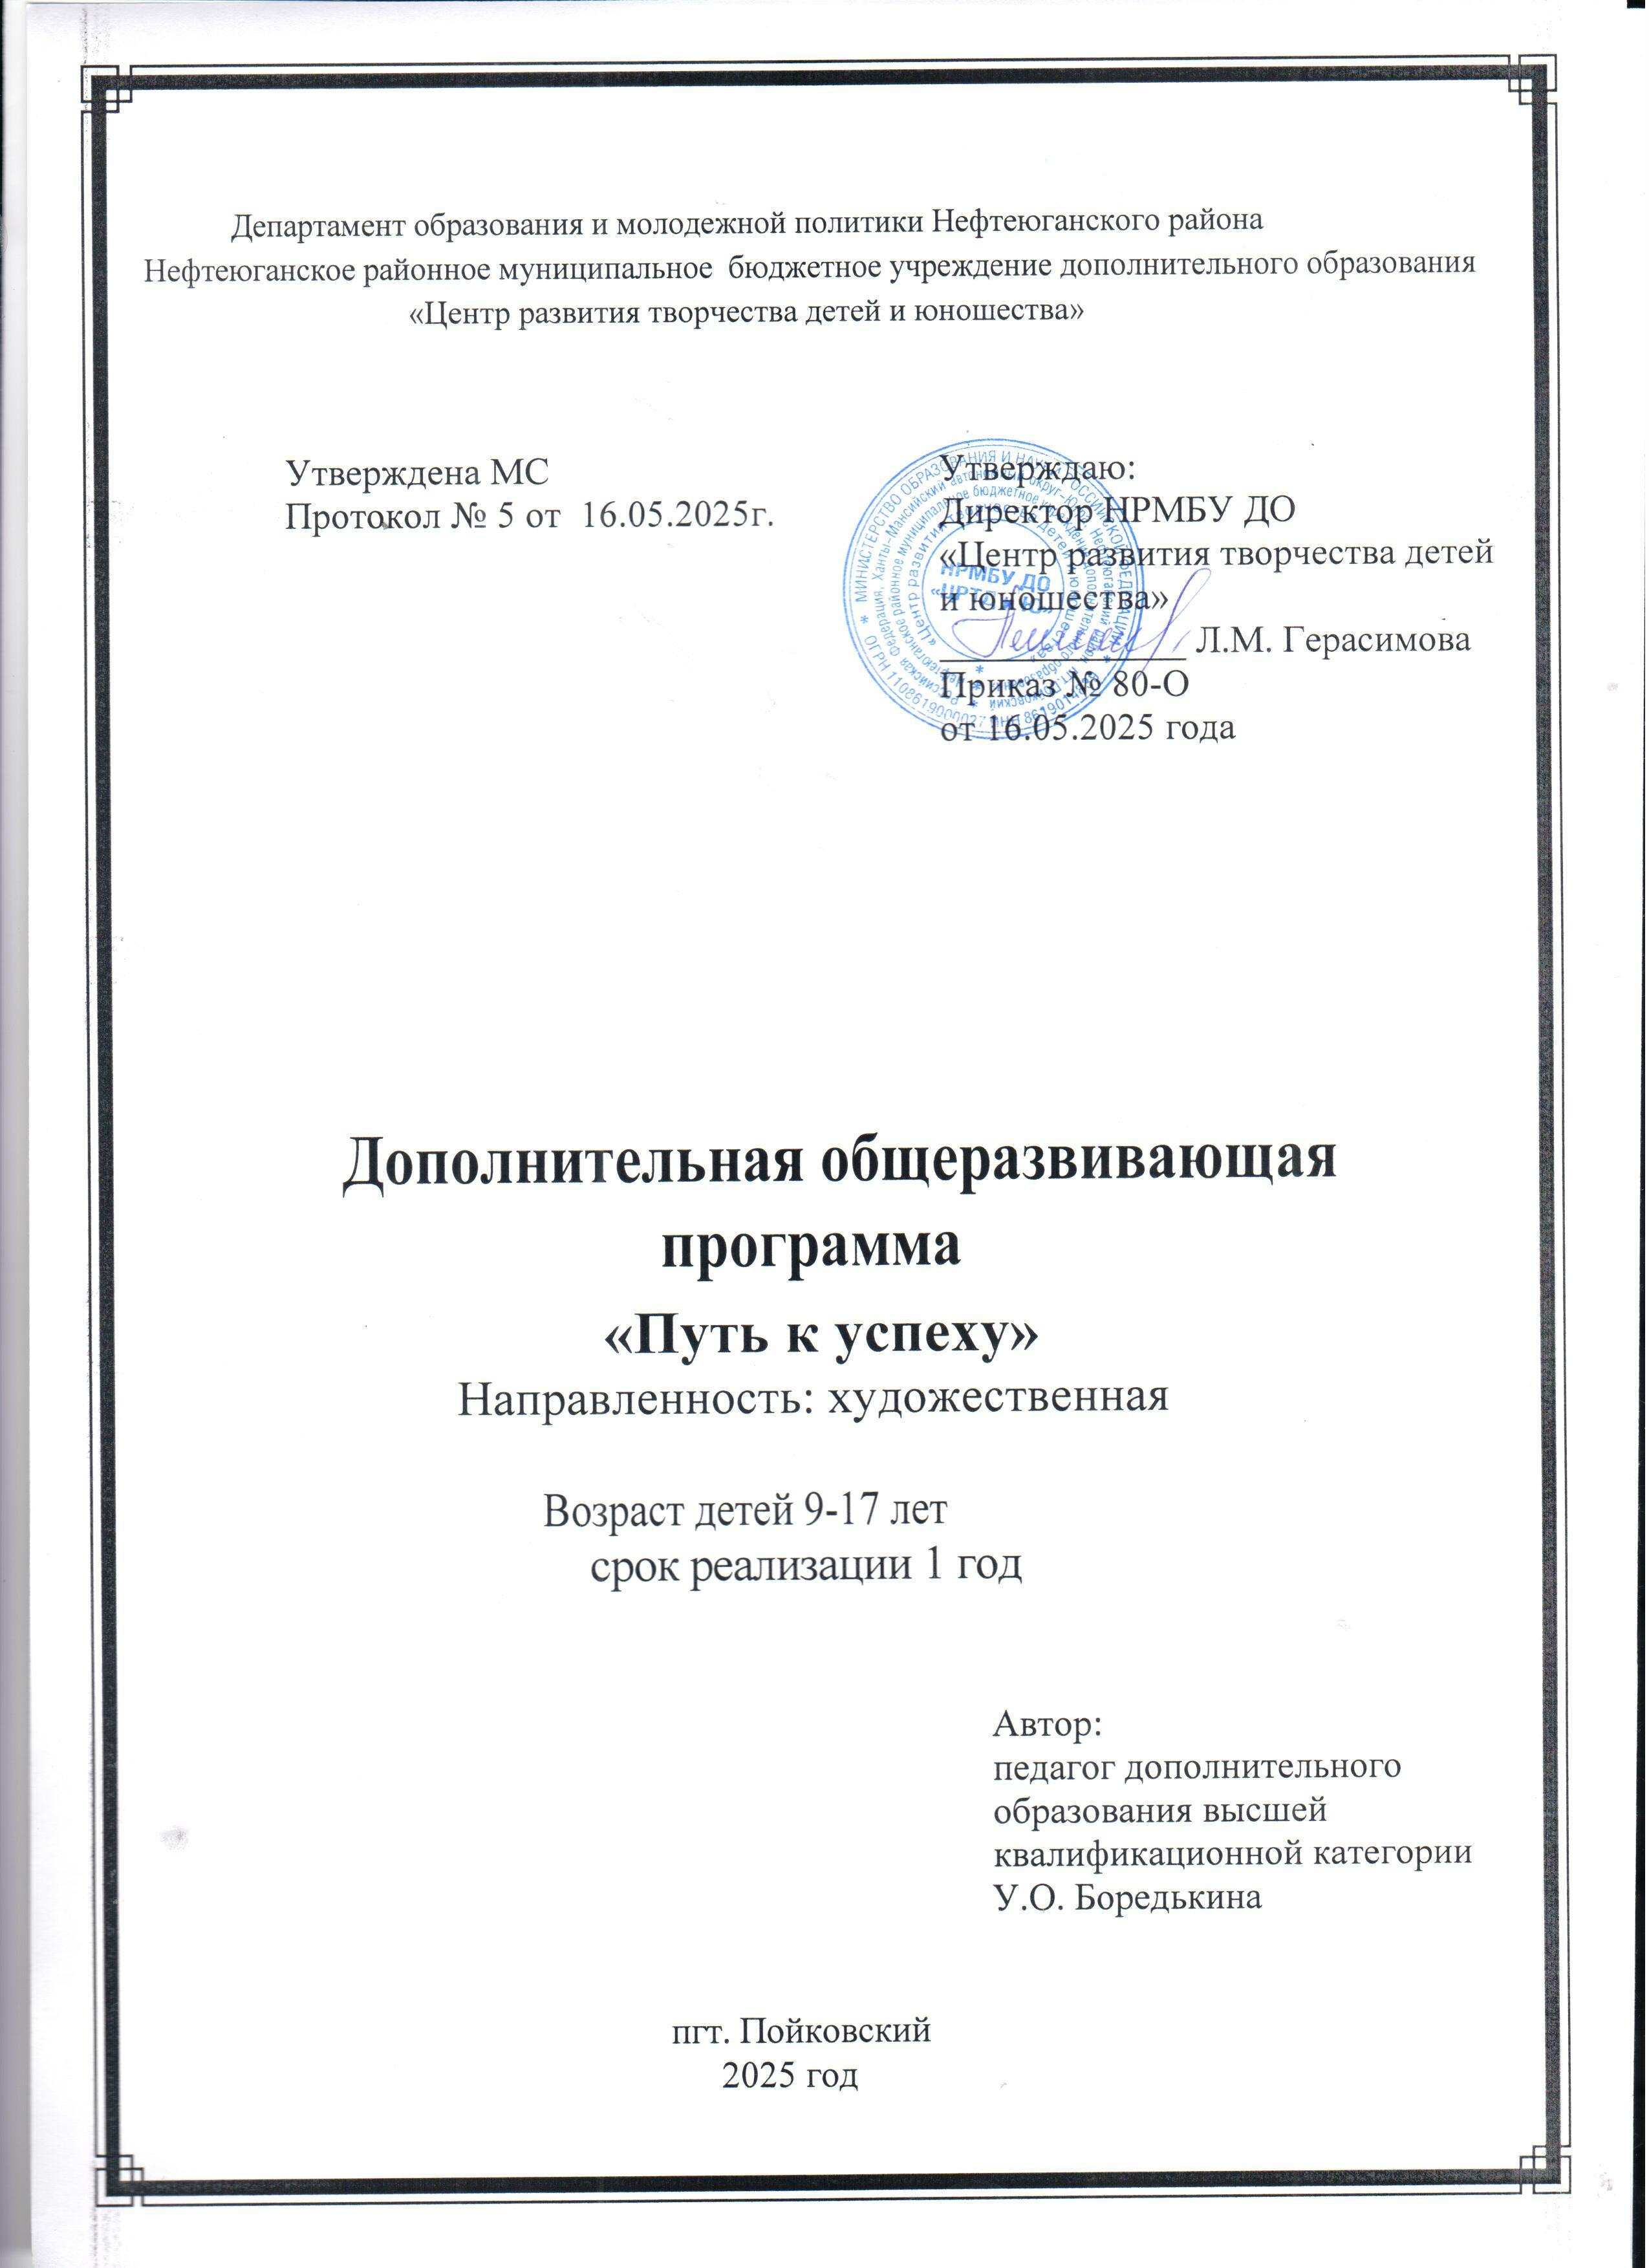 Департамент образования и молодежной политики Нефтеюганского района
Нефтеюганское районное муниципальное бюджетное учреждение дополнительного образования
«Центр развития творчества детей и юношества»
Утверждена МС
Протокол № 5 от 16.05.2025г.
Утверждаю:
Директор НРМБУ ДО
«Центр развития творчества детей
и юношества»
Л.М. Герасимова
Приказ № 80-О
от 16.05.2025 года
НРМБУ ДО
Дополнительная общеразвивающая
программа
«Путь к успеху»
Направленность: художественная
Возраст детей 9-17 лет
срок реализации 1 год
Автор:
педагог дополнительного
образования высшей
квалификационной категории
У.О. Боредькина
пгт. Пойковский
2025 год